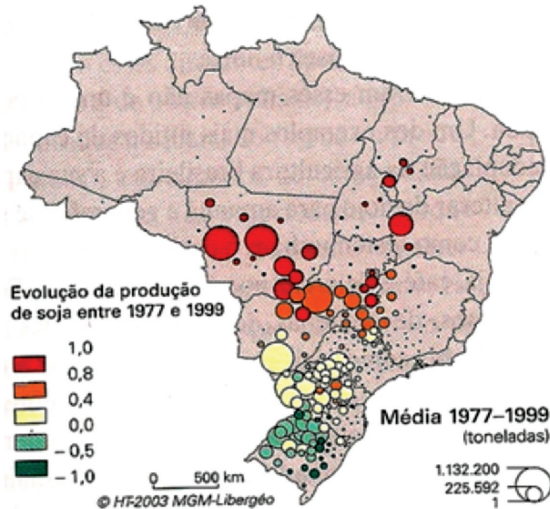 Evolução da produção
de soja entre 1977 e 1999
1,0
0,8
0,4
0,0
– 0,5
– 1,0
0 500 km
© HT-2003 MGM-Libergéo
Média 1977–1999
(toneladas)
1.132.200
225.592
1